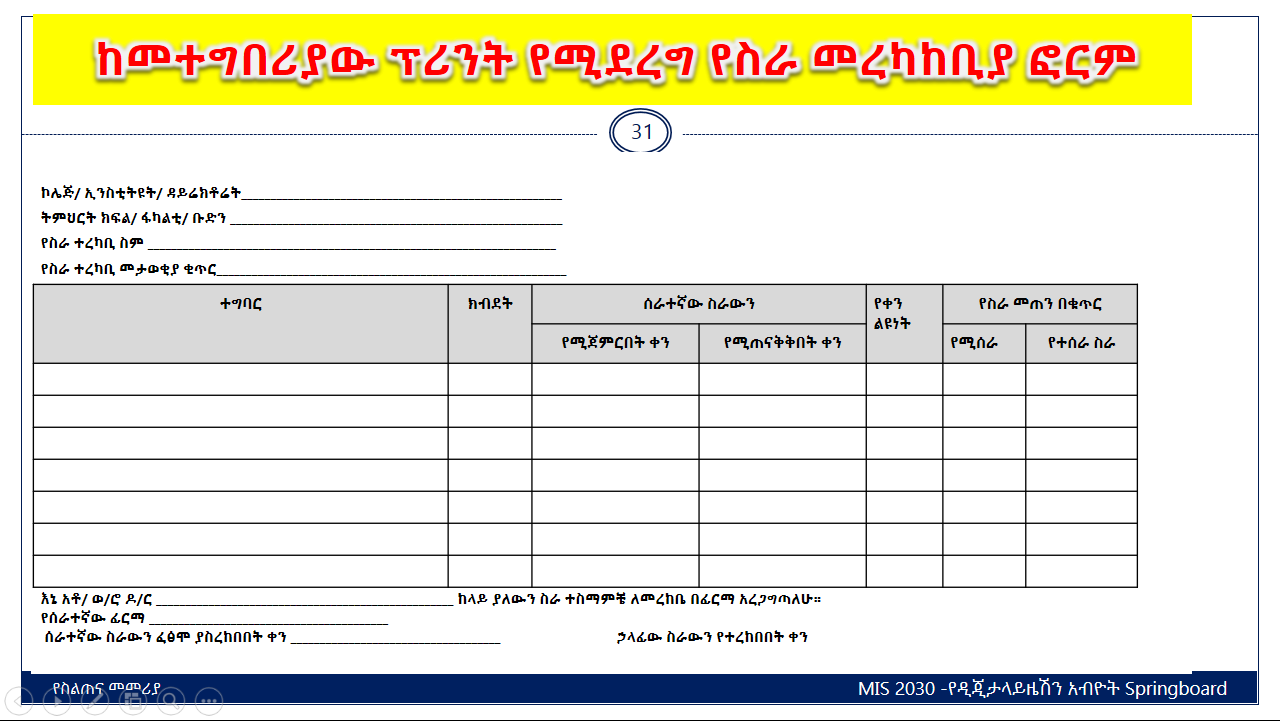 ከመተግበሪያው ፕሪንት የሚደረግ የስራ መረካከቢያ ፎርም
31
ኮሌጅ/ ኢንስቲትዩት/ ዳይሬክቶሬት
ትምህርት ክፍል/ ፋካልቲ/ ቡድን
የስራ ተረካቢ ስም
የስራ ተረካቢ መታወቂያ ቁጥር
ተግባር ክብደት ሰራተኛው ስራውን የቀን ልዩነት የስራ መጠን በቁጥር
የሚጀምርበት ቀን የሚጠናቅቅበት ቀን የሚሰራ የተሰራ ስራ
እኔ አቶ/ ወ/ሮ ዶ/ር ከላይ ያለውን ስራ ተስማምቼ ለመረከቤ በፊርማ አረጋግጣለሁ።
የሰራተኛው ፊርማ
ሰራተኛው ስራውን ፈፅሞ ያስረከበበት ቀን ኃላፊው ስራውን የተረከበበት ቀን
የስልጠና መመሪያ MIS 2030 -የዲጂታላይዜሽን አብዮት Springboard